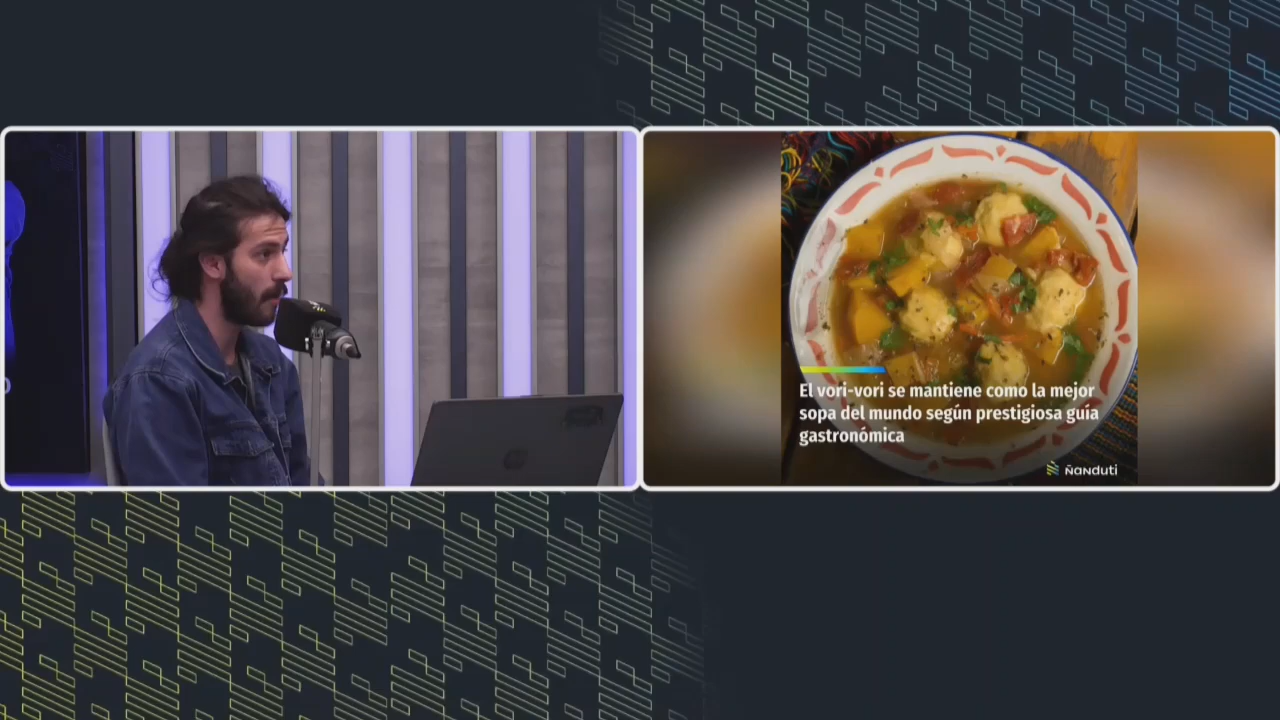 El vori-vori se mantiene como la mejor
sopa del mundo según prestigiosa guía
gastronómica
ñanduti